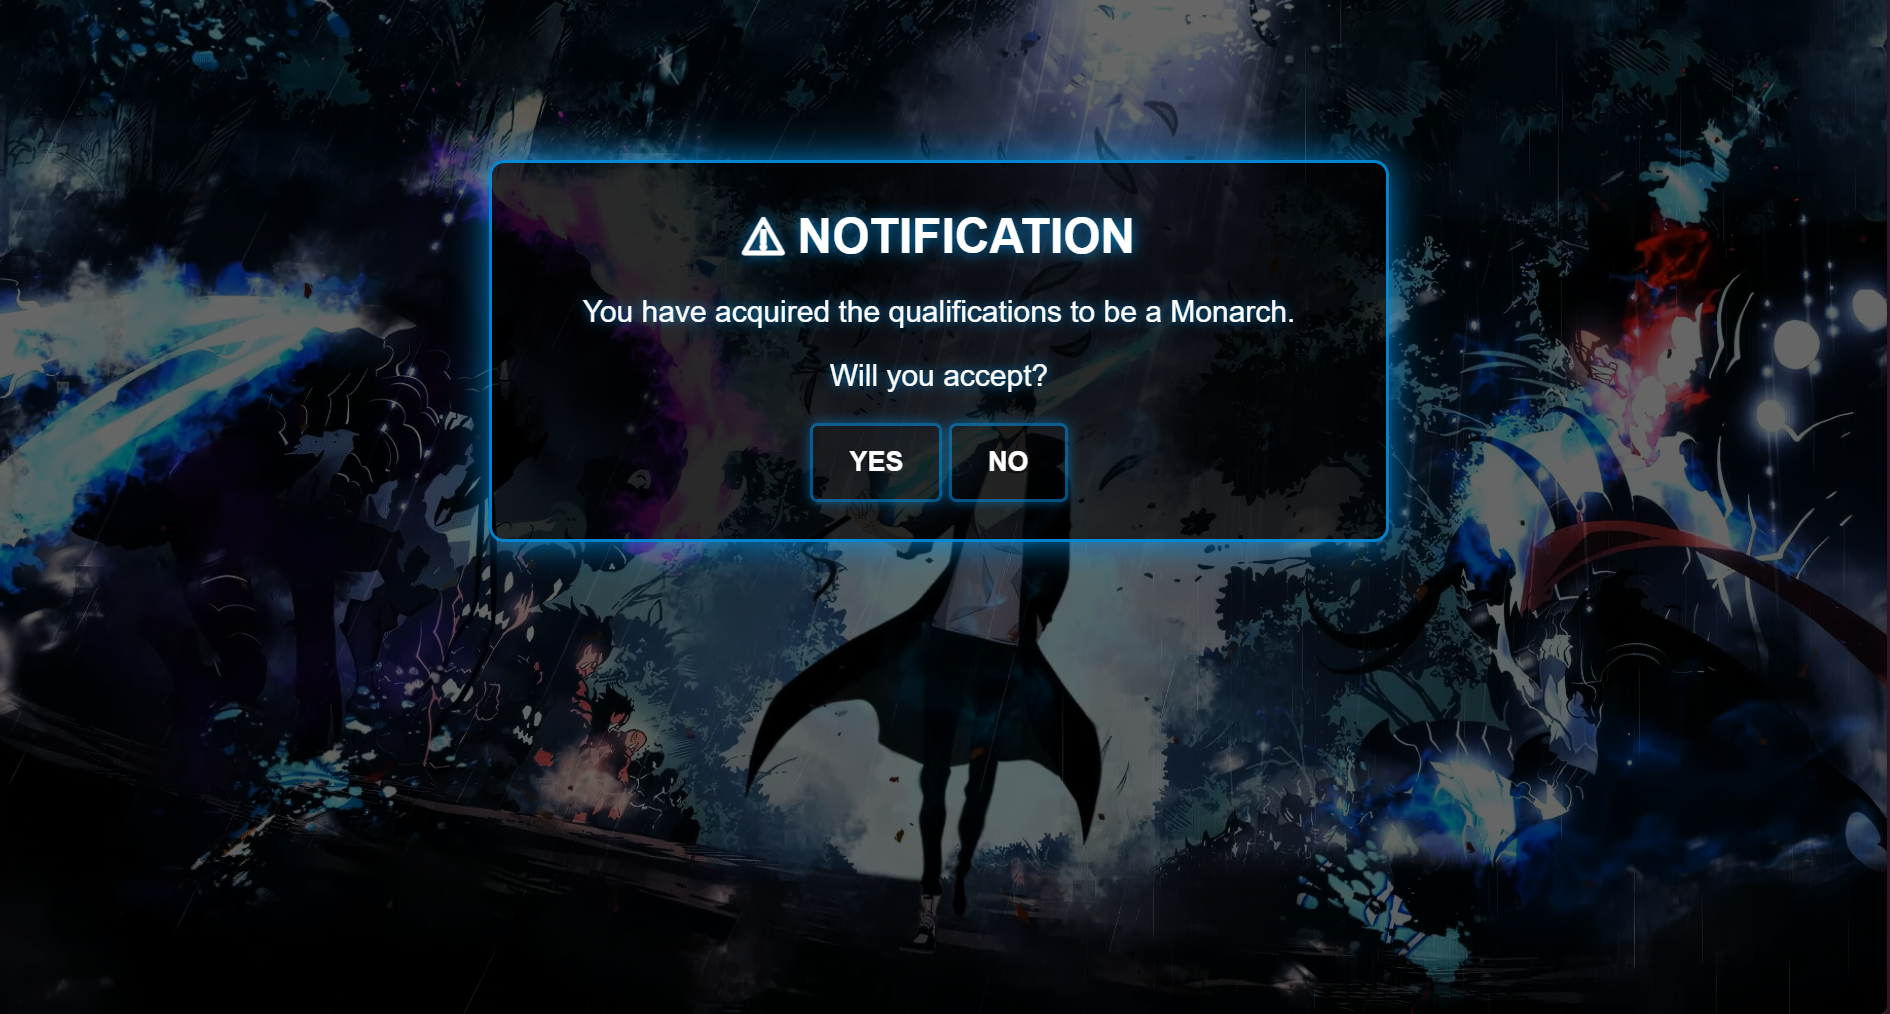 ⚠ NOTIFICATION
You have acquired the qualifications to be a Monarch.
Will you accept?
YES NO